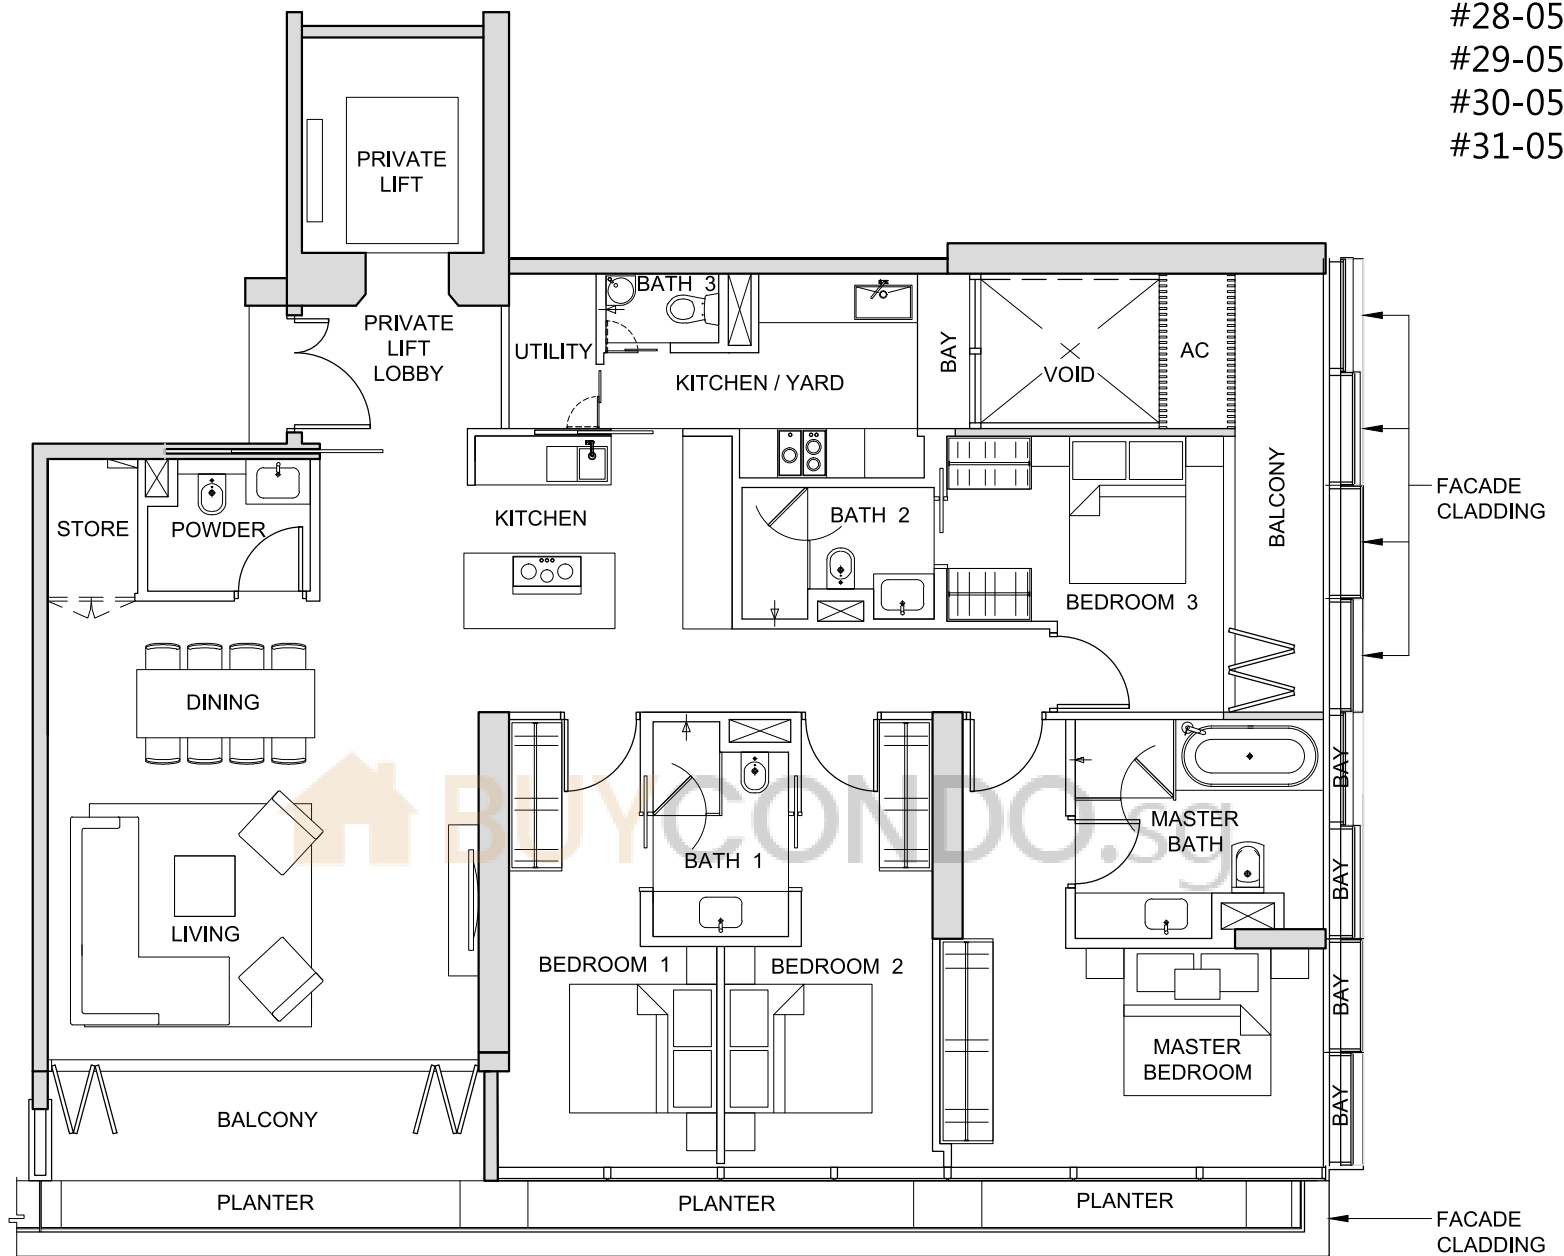 #28-05
#29-05
#30-05
#31-05
PRIVATE
LIFT
PRIVATE
LIFT
LOBBY
BATH 3
UTILITY
KITCHEN / YARD
BAY
VOID
AC
BALCONY
FACADE
CLADDING
STORE
POWDER
KITCHEN
BATH 2
BEDROOM 3
DINING
BUYCONDO.sg
LIVING
BATH 1
BEDROOM 1
BEDROOM 2
MASTER
BATH
BAY
BAY
BAY
BAY
MASTER
BEDROOM
BALCONY
PLANTER
PLANTER
PLANTER
FACADE
CLADDING